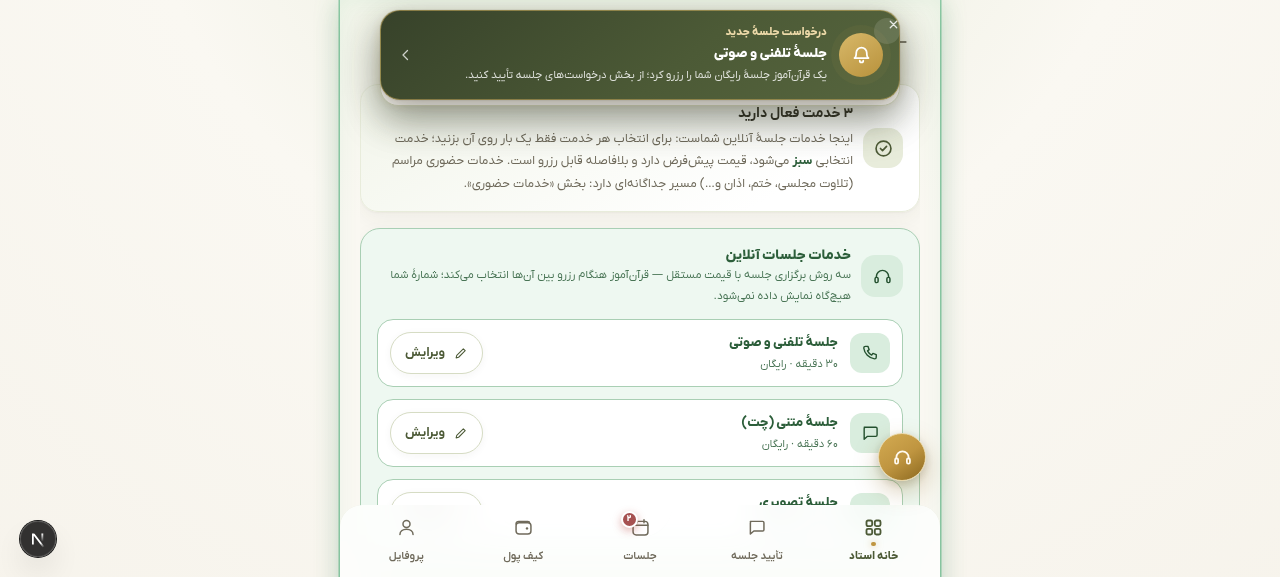 درخواست جلسهٔ جدید
جلسهٔ تلفنی و صوتی
یک قرآن‌آموز جلسهٔ رایگان شما را رزرو کرد؛ از بخش درخواست‌های جلسه تأیید کنید.
۳ خدمت فعال دارید
اینجا خدمات جلسهٔ آنلاین شماست: برای انتخاب هر خدمت فقط یک بار روی آن بزنید؛ خدمت
انتخابی سبز می‌شود، قیمت پیش‌فرض دارد و بلافاصله قابل رزرو است. خدمات حضوری مراسم
(تلاوت مجلسی، ختم، اذان و…) مسیر جداگانه‌ای دارد: بخش «خدمات حضوری».
خدمات جلسات آنلاین
سه روش برگزاری جلسه با قیمت مستقل — قرآن‌آموز هنگام رزرو بین آن‌ها انتخاب می‌کند؛ شمارهٔ شما
هیچ‌گاه نمایش داده نمی‌شود.
جلسهٔ تلفنی و صوتی
۳۰ دقیقه · رایگان
ویرایش
جلسهٔ متنی (چت)
۶۰ دقیقه · رایگان
ویرایش
جلسهٔ تصویری
خانه استاد
تأیید جلسه
۲
جلسات
کیف پول
پروفایل
N